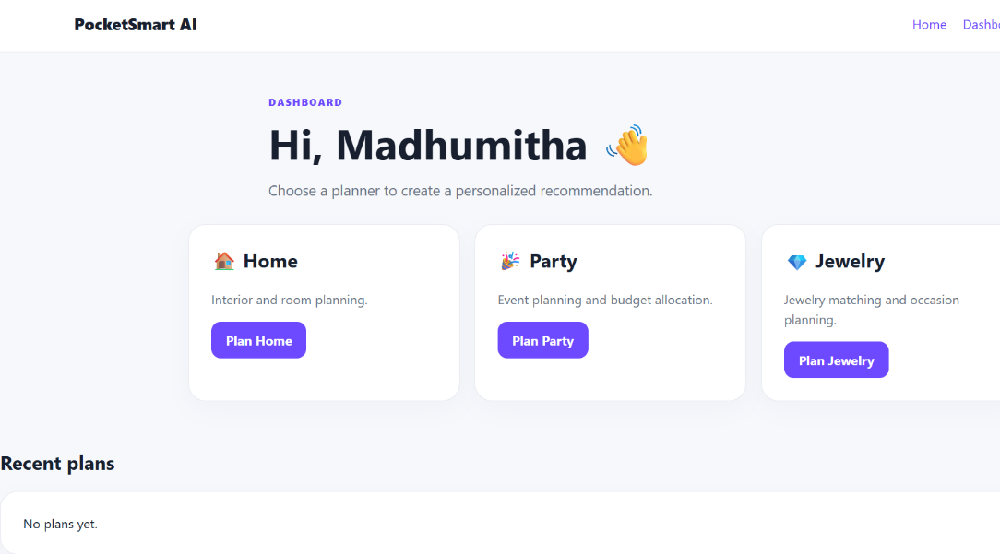 PocketSmart AI
Home Dashbo
DASHBOARD
Hi, Madhumitha 👋
Choose a planner to create a personalized recommendation.
🏠 Home
Interior and room planning.
Plan Home
🎉 Party
Event planning and budget allocation.
Plan Party
💎 Jewelry
Jewelry matching and occasion
planning.
Plan Jewelry
Recent plans
No plans yet.